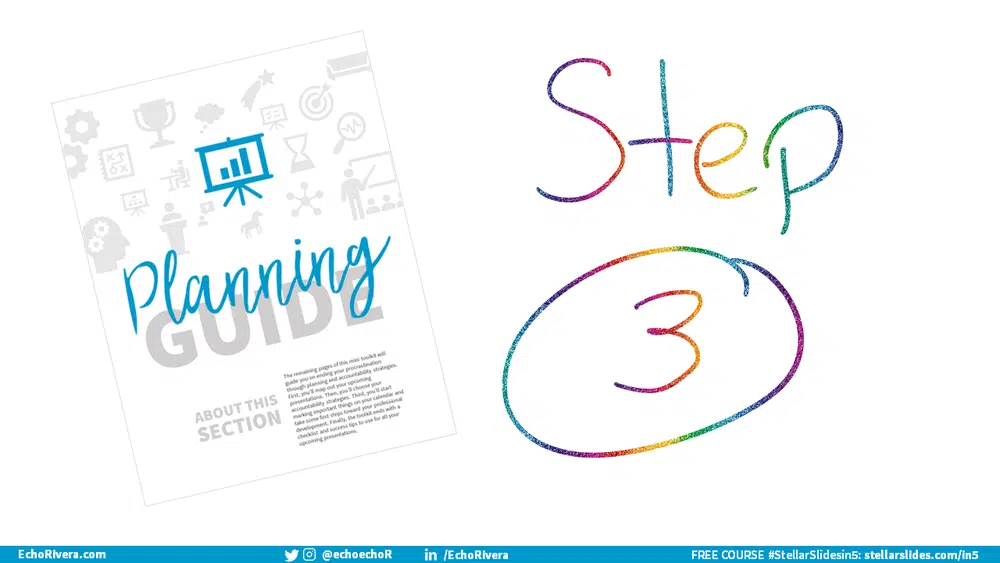 Planning
GUIDE
ABOUT THIS
SECTION
The remaining pages of this mini toolkit will
guide you on ending your procrastination
through planning and accountability strategies.
First, you'll map out your upcoming
presentations. Then, you'll choose your
accountability strategies. Third, you'll start
marking important things on your calendar and
take some first steps toward your professional
development. Finally, the toolkit ends with a
checklist and success tips to use for all your
upcoming presentations.
Step
3
EchoRivera.com
@echoechoR
in /EchoRivera
FREE COURSE #StellarSlidesin5: stellarslides.com/in5